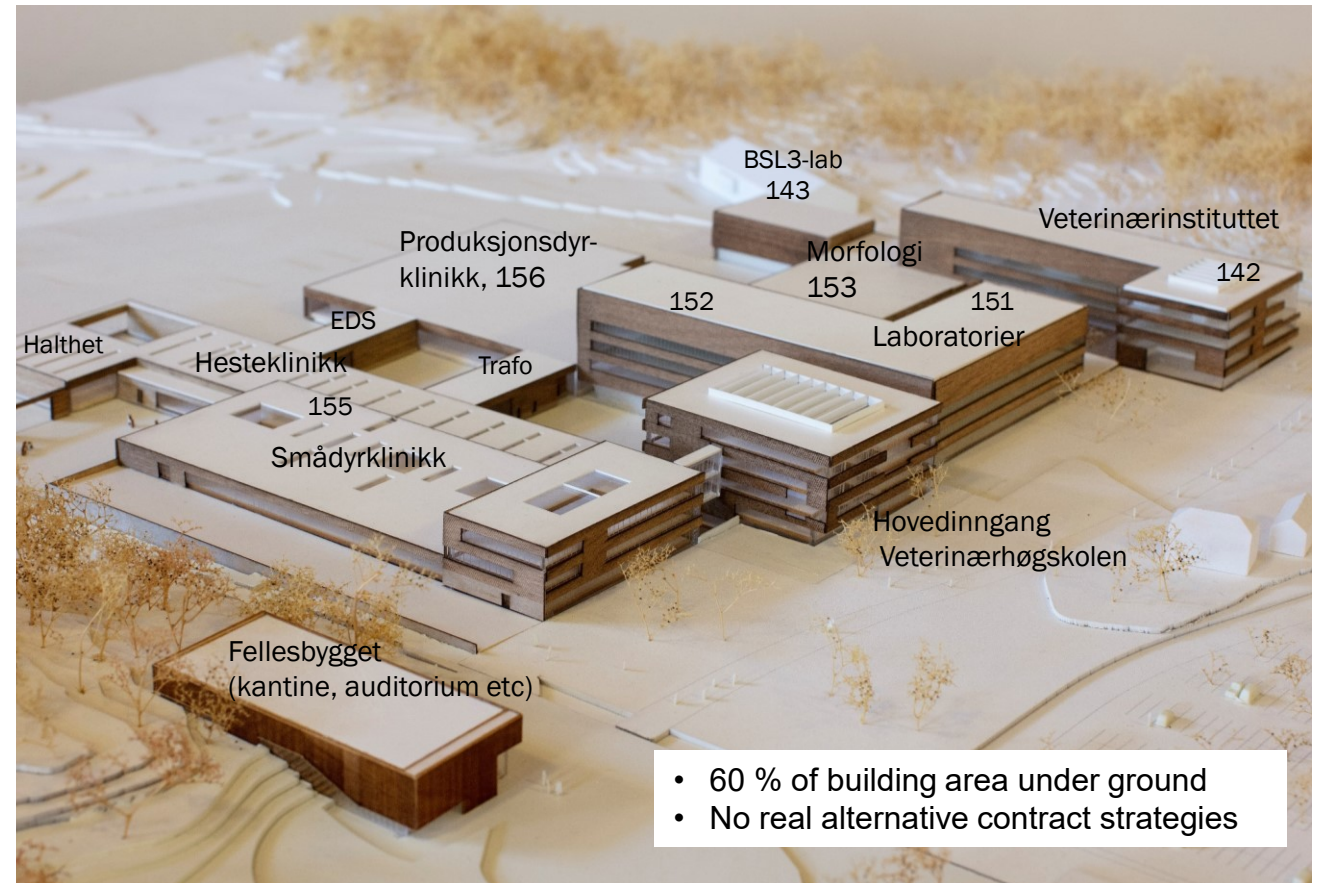 BSL3-lab
143
Veterinærinstituttet
142
Produksjonsdyr-
klinikk, 156
Morfologi
153
152
151
Laboratorier
EDS
Halthet
Hesteklinikk
Trafo
155
Smådyrklinikk
Hovedinngang
Veterinærhøgskolen
Fellesbygget
(kantine, auditorium etc)
• 60 % of building area under ground
• No real alternative contract strategies